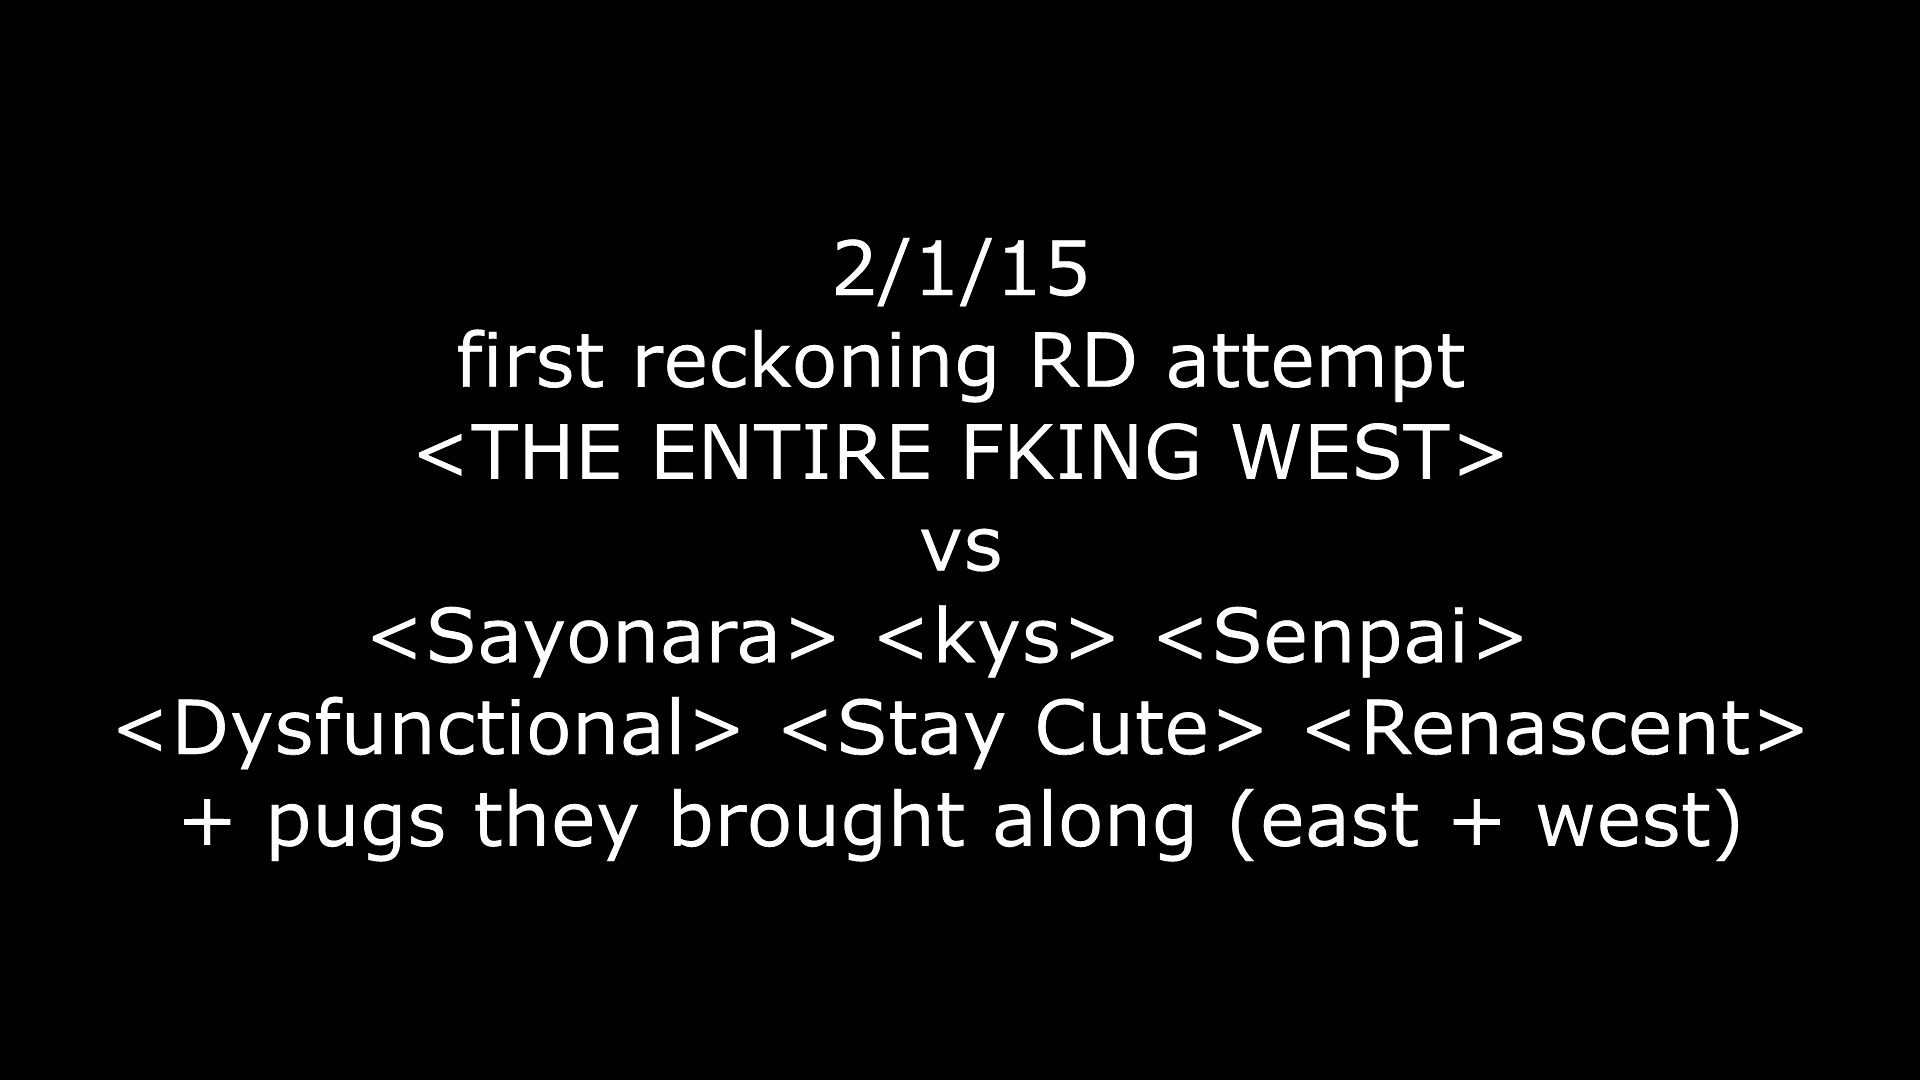 2/1/15
first reckoning RD attempt
<THE ENTIRE FKING WEST>
vs
<Sayonara> <kys> <Senpai>
<Dysfunctional> <Stay Cute> <Renascent>
+ pugs they brought along (east + west)